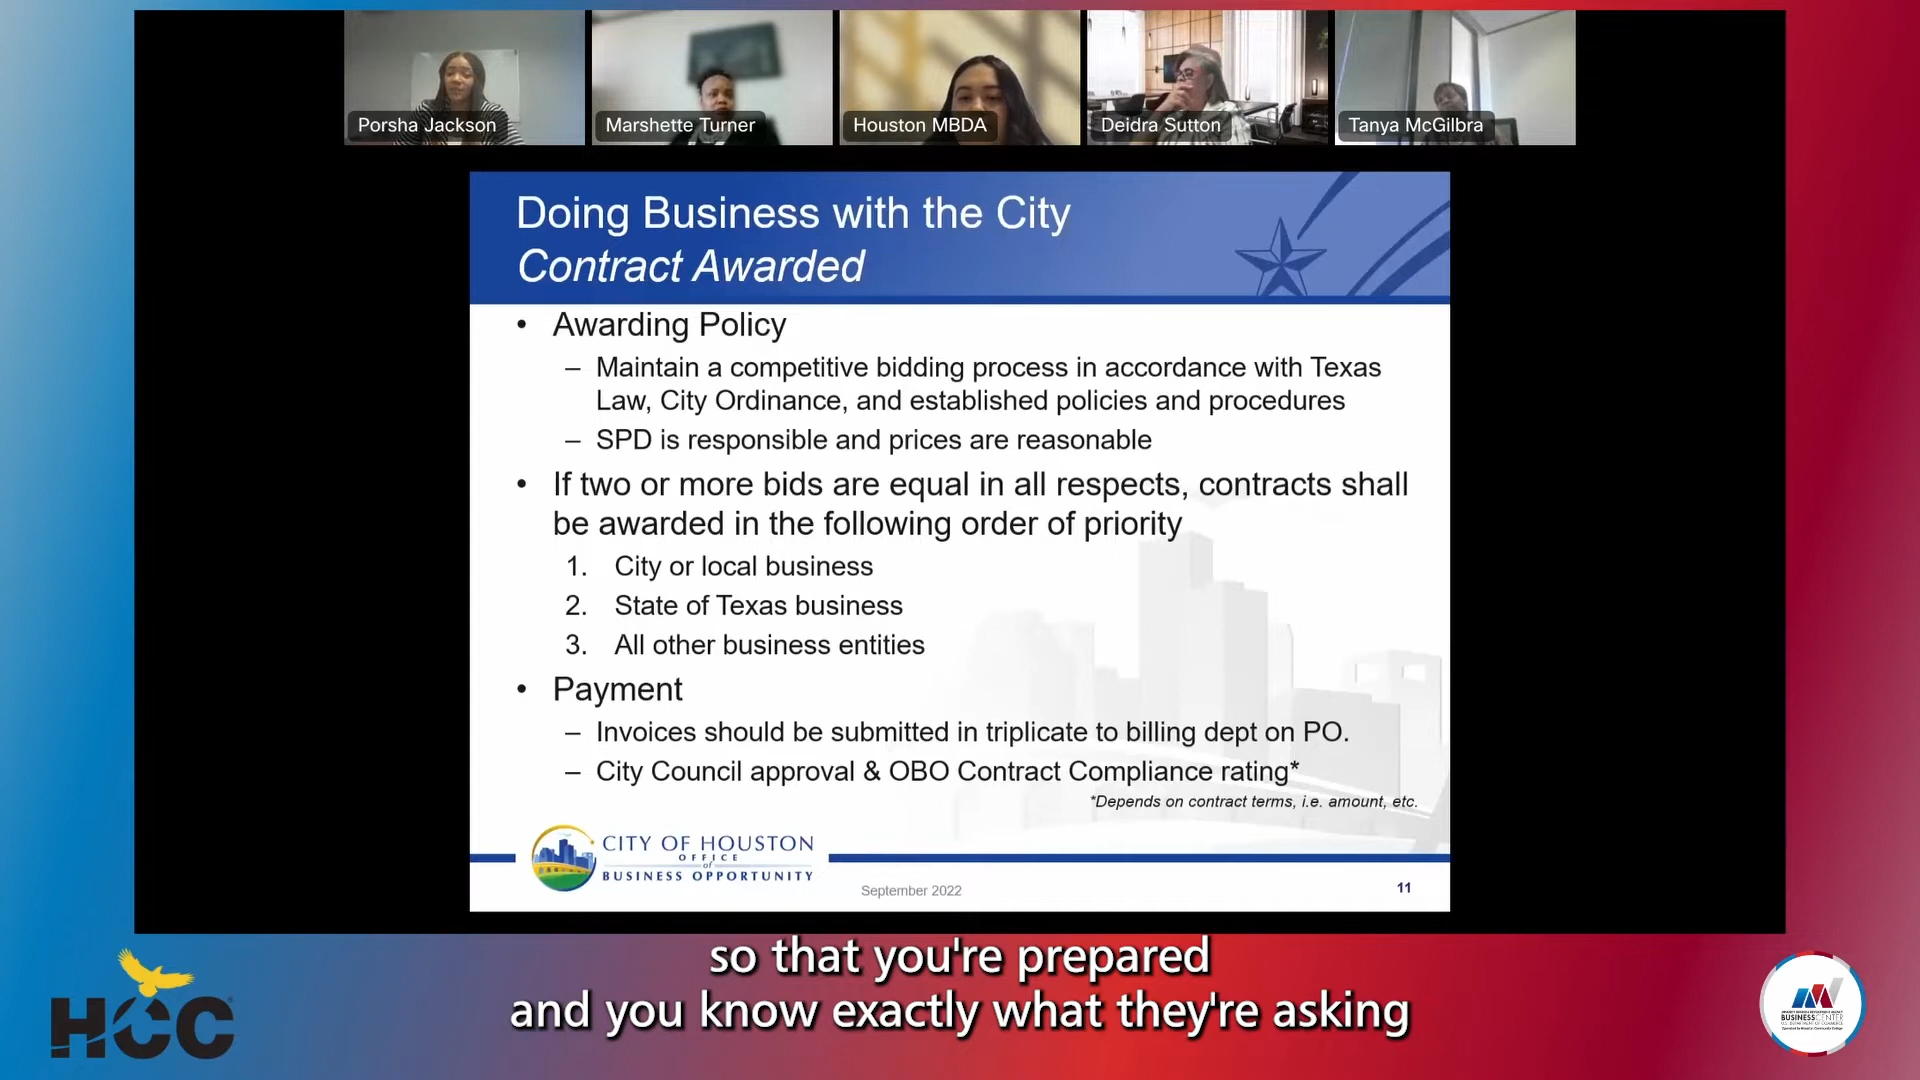 Porsha Jackson
Marshette Turner
Houston MBDA
Deidra Sutton
Tanya McGilbra
Doing Business with the City
Contract Awarded
• Awarding Policy
– Maintain a competitive bidding process in accordance with Texas
Law, City Ordinance, and established policies and procedures
– SPD is responsible and prices are reasonable
• If two or more bids are equal in all respects, contracts shall
be awarded in the following order of priority
1. City or local business
2. State of Texas business
3. All other business entities
• Payment
– Invoices should be submitted in triplicate to billing dept on PO.
– City Council approval & OBO Contract Compliance rating*
*Depends on contract terms, i.e. amount, etc.
CITY OF HOUSTON
OFFICE
of
BUSINESS OPPORTUNITY
September 2022
11
so that you're prepared
and you know exactly what they're asking
HCC
BUSINESS CENTER